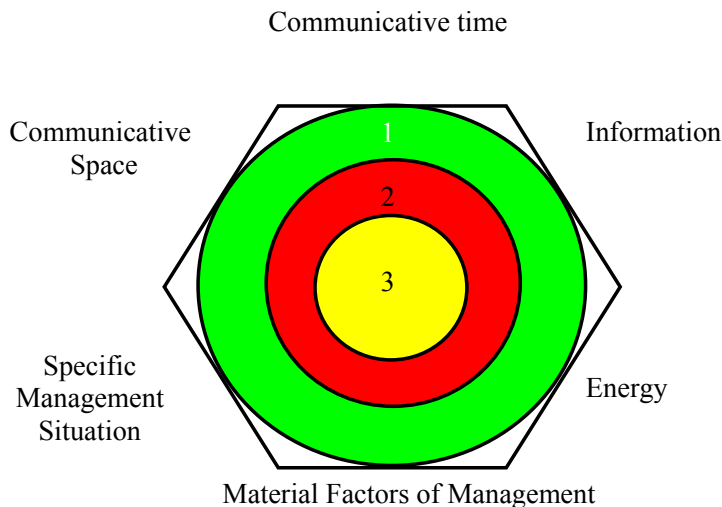 Communicative time
Communicative
Space
Information
1
2
3
Specific
Management
Situation
Energy
Material Factors of Management